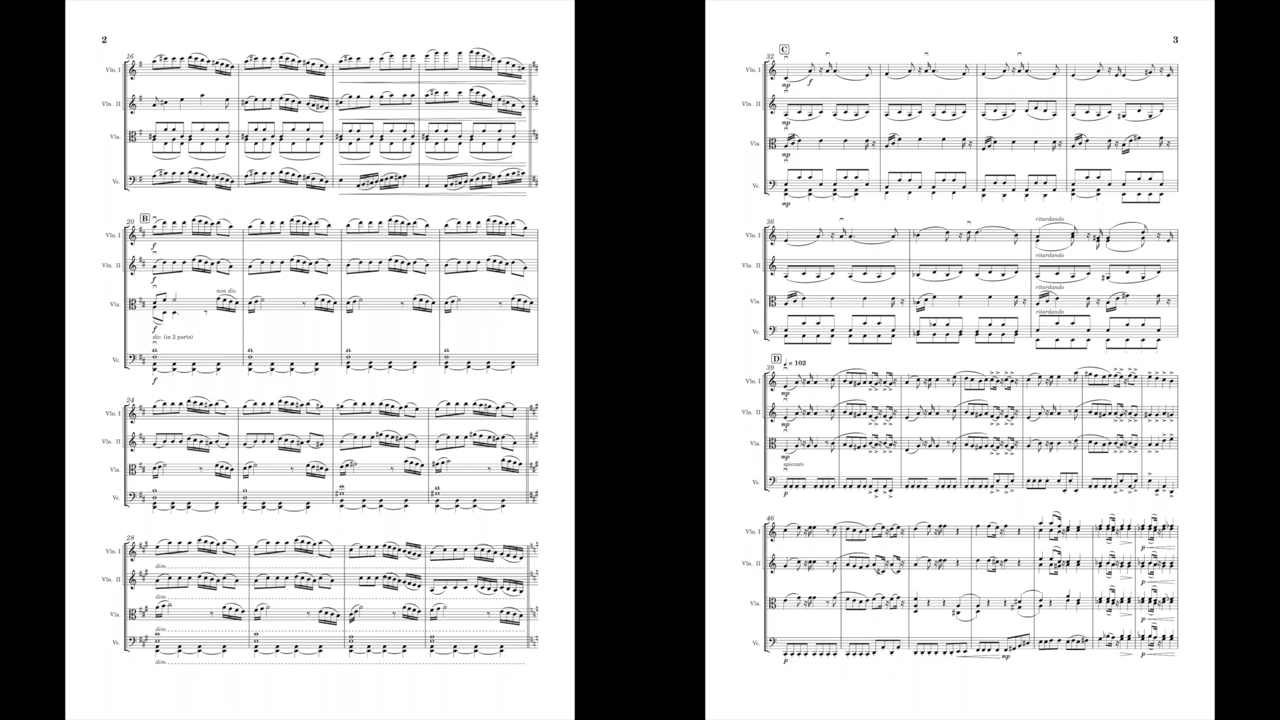 2
16
Vln. I
Vln. II
Vla.
Vc.
20
B
Vln. I
f
Vln. II
f
non div.
Vla.
f
div. (in 2 parts)
Vc.
f
24
Vln. I
Vln. II
Vla.
Vc.
28
Vln. I
dim.
Vln. II
dim.
Vla.
dim.
Vc.
dim.
3
C
32
Vln. I
mp f
Vln. II
mp
Vla.
mp
Vc.
mp
36
ritardando
Vln. I
ritardando
Vln. II
ritardando
Vla.
ritardando
Vc.
D
= 102
39
Vln. I
mp
Vln. II
mp
Vla.
mp
spiccato
Vc.
p
46
Vln. I
p
Vln. II
p
Vla.
p
Vc.
p mp p